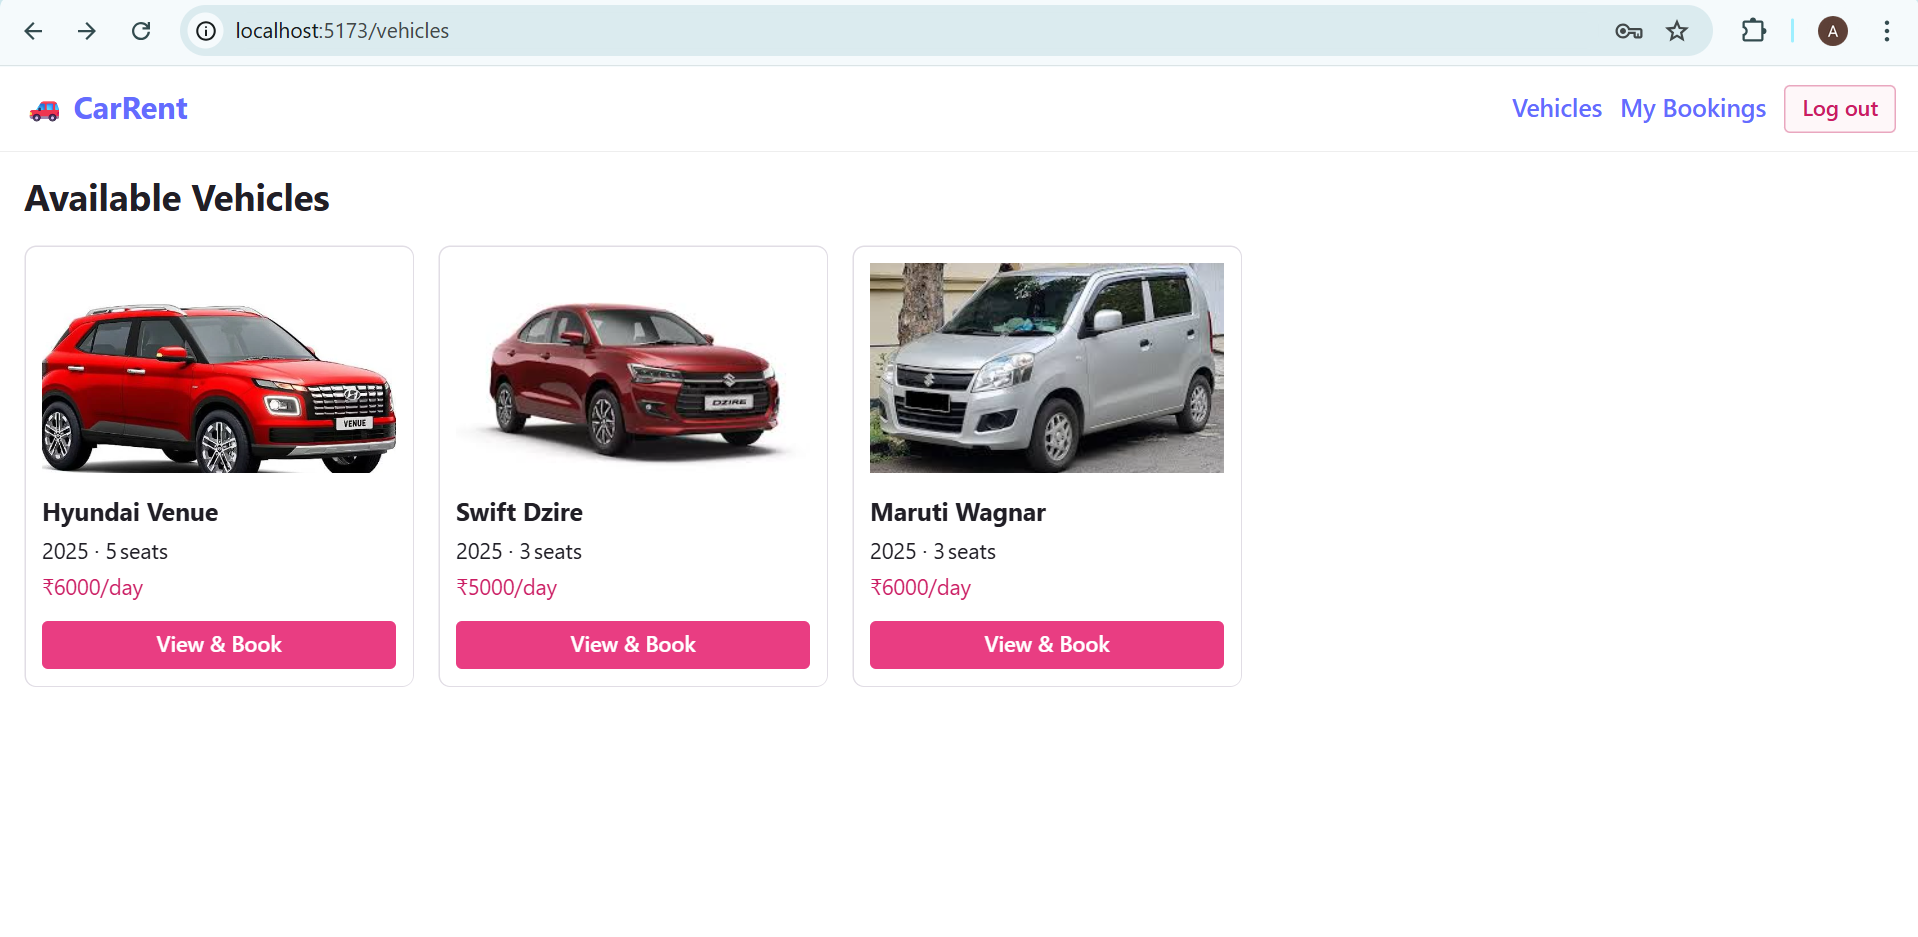 localhost:5173/vehicles
A
CarRent
Vehicles
My Bookings
Log out
Available Vehicles
VENUE
DZIRE
Hyundai Venue
2025 · 5 seats
₹6000/day
View & Book
Swift Dzire
2025 · 3 seats
₹5000/day
View & Book
Maruti Wagnar
2025 · 3 seats
₹6000/day
View & Book